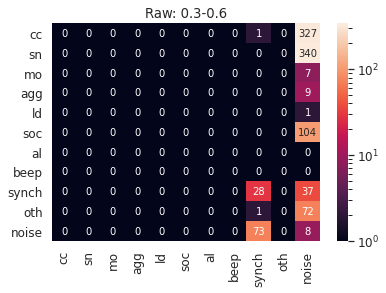 Raw: 0.3-0.6
cc 0 0 0 0 0 0 0 0 1 0 327
sn 0 0 0 0 0 0 0 0 0 0 340
mo 0 0 0 0 0 0 0 0 0 0 7
agg 0 0 0 0 0 0 0 0 0 0 9
ld 0 0 0 0 0 0 0 0 0 0 1
soc 0 0 0 0 0 0 0 0 0 0 104
al 0 0 0 0 0 0 0 0 0 0 0
beep 0 0 0 0 0 0 0 0 0 0 0
synch 0 0 0 0 0 0 0 0 28 0 37
oth 0 0 0 0 0 0 0 0 1 0 72
noise 0 0 0 0 0 0 0 0 73 0 8
cc sn mo agg ld soc al beep synch oth noise
10²
10¹
10⁰